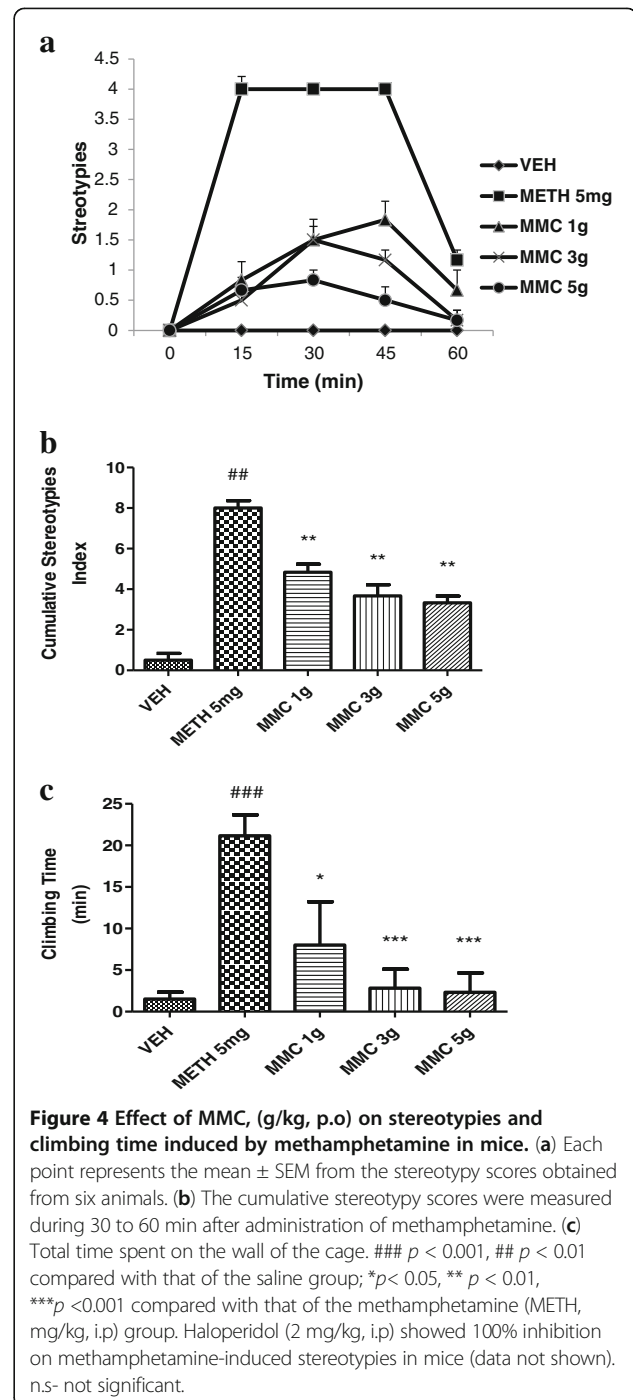 a
4.5
4
3.5
3
2.5
2
1.5
1
0.5
0
Streotypies
0 15 30 45 60
Time (min)
VEH
METH 5mg
MMC 1g
MMC 3g
MMC 5g
b
Cumulative Stereotypies
Index
10
8
6
4
2
0
##
**
**
**
VEH
METH 5mg
MMC 1g
MMC 3g
MMC 5g
c
Climbing Time
(min)
25
20
15
10
5
0
###
*
***
***
VEH
METH 5mg
MMC 1g
MMC 3g
MMC 5g
Figure 4 Effect of MMC, (g/kg, p.o) on stereotypies and
climbing time induced by methamphetamine in mice. (a) Each
point represents the mean ± SEM from the stereotypy scores obtained
from six animals. (b) The cumulative stereotypy scores were measured
during 30 to 60 min after administration of methamphetamine. (c)
Total time spent on the wall of the cage. ### p < 0.001, ## p < 0.01
compared with that of the saline group; *p< 0.05, ** p < 0.01,
***p <0.001 compared with that of the methamphetamine (METH,
mg/kg, i.p) group. Haloperidol (2 mg/kg, i.p) showed 100% inhibition
on methamphetamine-induced stereotypies in mice (data not shown).
n.s- not significant.